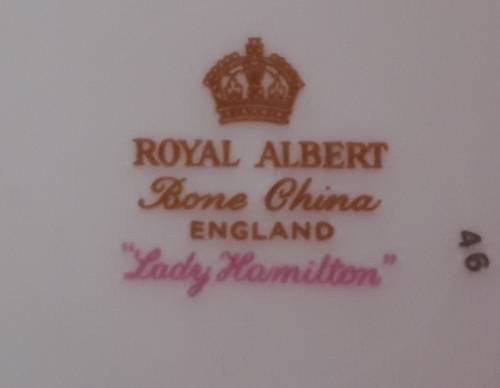 ROYAL ALBERT
Bone China
ENGLAND
"Lady Hamilton"
46